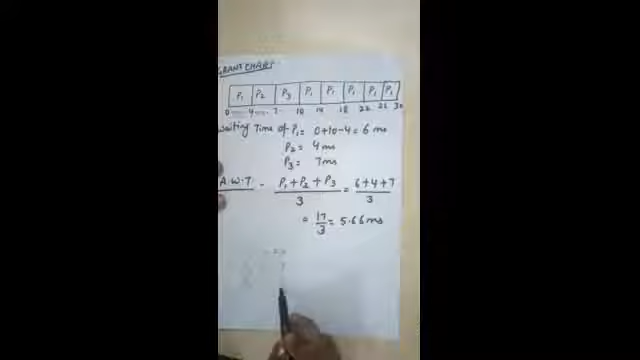 GRANT CHART
P1 P2 P3 P1 P1 P1 P1 P1
0 4 7 10 14 18 22 26 30
Waiting Time of P1 = 0+10-4 = 6 ms
P2 = 4 ms
P3 = 7 ms
A.W.T = P1 + P2 + P3 / 3 = 6+4+7 / 3
= 17/3 = 5.66 ms